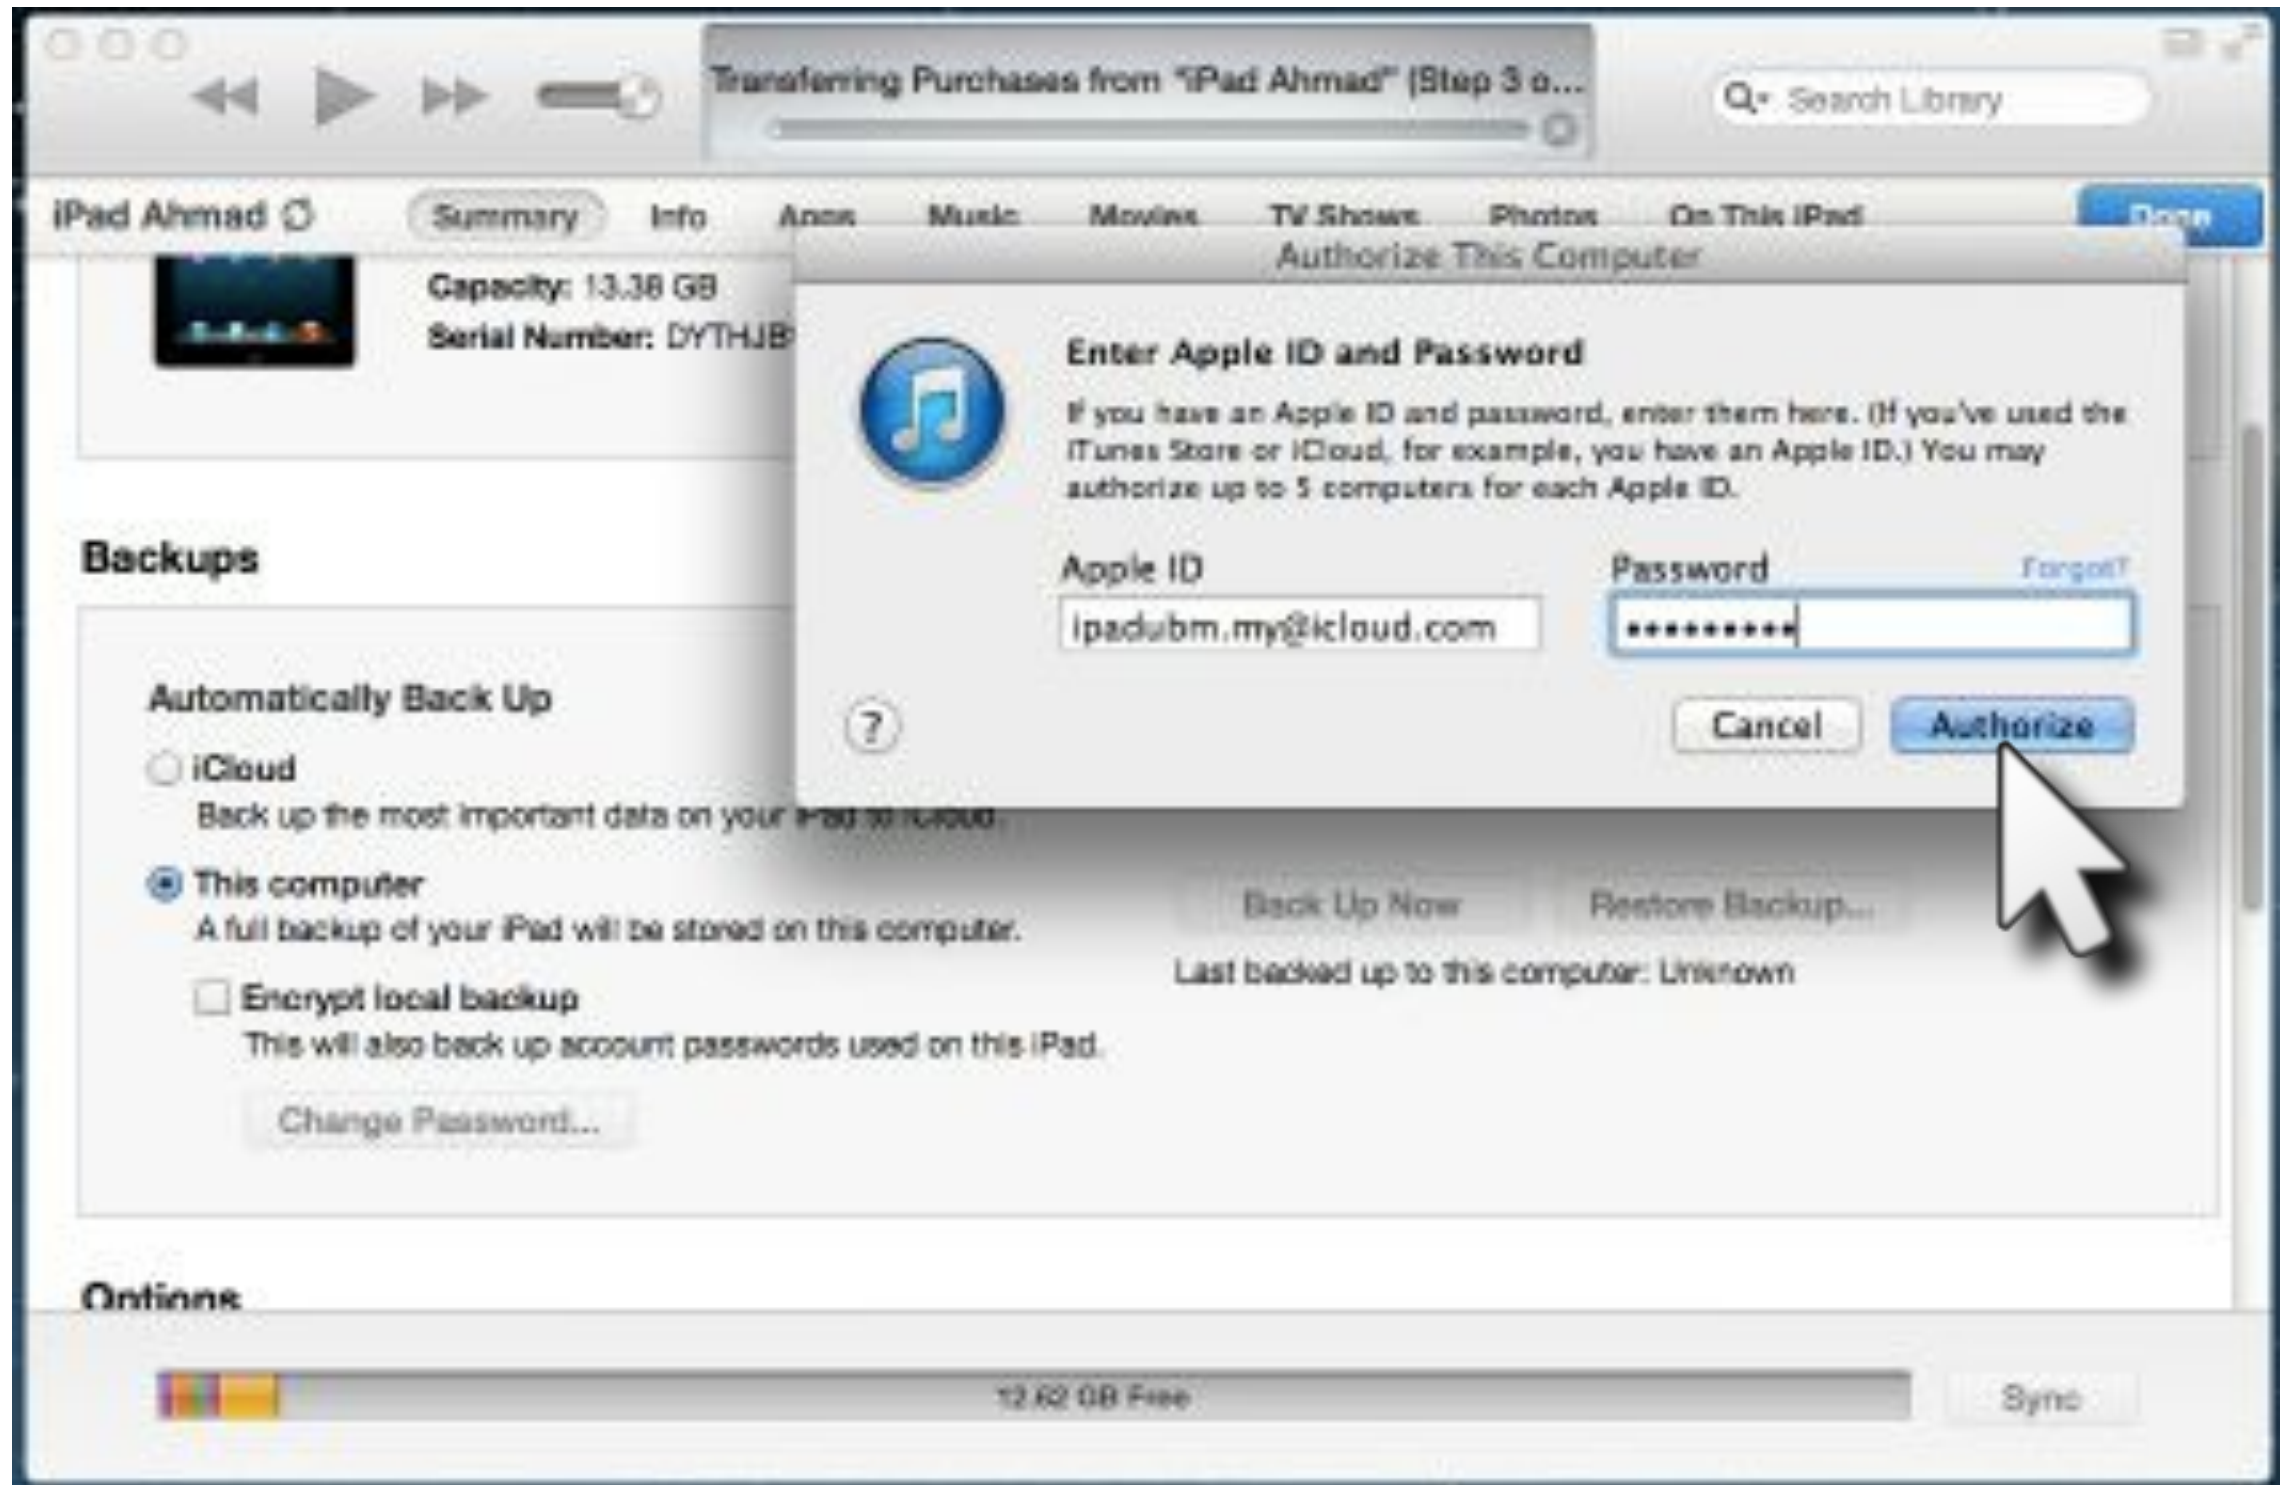 Transferring Purchases from "iPad Ahmad" (Step 3 o...
Search Library
iPad Ahmad
Summary
Info
Apps
Music
Movies
TV Shows
Photos
On This iPad
Done
Capacity: 13.38 GB
Serial Number:
Authorize This Computer
Enter Apple ID and Password
If you have an Apple ID and password, enter them here. (If you've used the
iTunes Store or iCloud, for example, you have an Apple ID.) You may
authorize up to 5 computers for each Apple ID.
Apple ID
Password
Forgot?
ipadubm.my@icloud.com
•••••••••
?
Cancel
Authorize
Backups
Automatically Back Up
iCloud
Back up the most important data on your iPad to iCloud.
This computer
A full backup of your iPad will be stored on this computer.
Encrypt local backup
This will also back up account passwords used on this iPad.
Change Password...
Back Up Now
Restore Backup...
Last backed up to this computer: Unknown
Options
12.62 GB Free
Sync